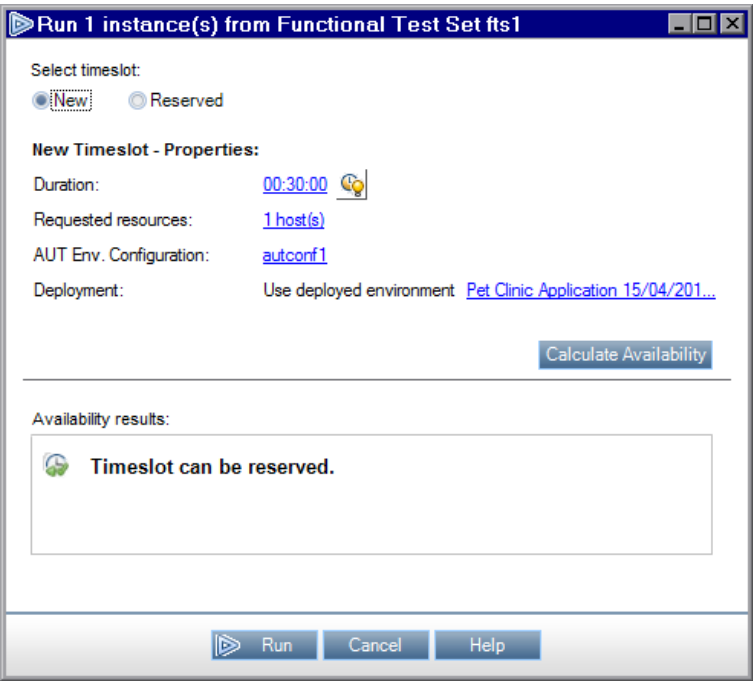 Run 1 instance(s) from Functional Test Set fts1
Select timeslot:
New Reserved
New Timeslot - Properties:
Duration: 00:30:00
Requested resources: 1 host(s)
AUT Env. Configuration: autconf1
Deployment: Use deployed environment Pet Clinic Application 15/04/201...
Calculate Availability
Availability results:
Timeslot can be reserved.
Run Cancel Help